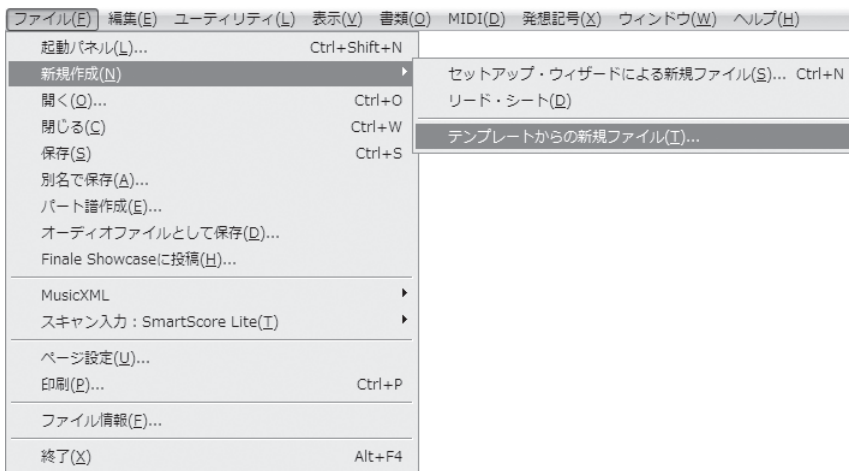 ファイル(F) 編集(E) ユーティリティ(L) 表示(V) 書類(O) MIDI(D) 発想記号(X) ウィンドウ(W) ヘルプ(H)
起動パネル(L)... Ctrl+Shift+N
新規作成(N)
セットアップ・ウィザードによる新規ファイル(S)... Ctrl+N
リード・シート(D)
テンプレートからの新規ファイル(T)...
開く(O)... Ctrl+O
閉じる(C) Ctrl+W
保存(S) Ctrl+S
別名で保存(A)...
パート譜作成(E)...
オーディオファイルとして保存(D)...
Finale Showcaseに投稿(H)...
MusicXML
スキャン入力：SmartScore Lite(T)
ページ設定(U)...
印刷(P)... Ctrl+P
ファイル情報(F)...
終了(X) Alt+F4